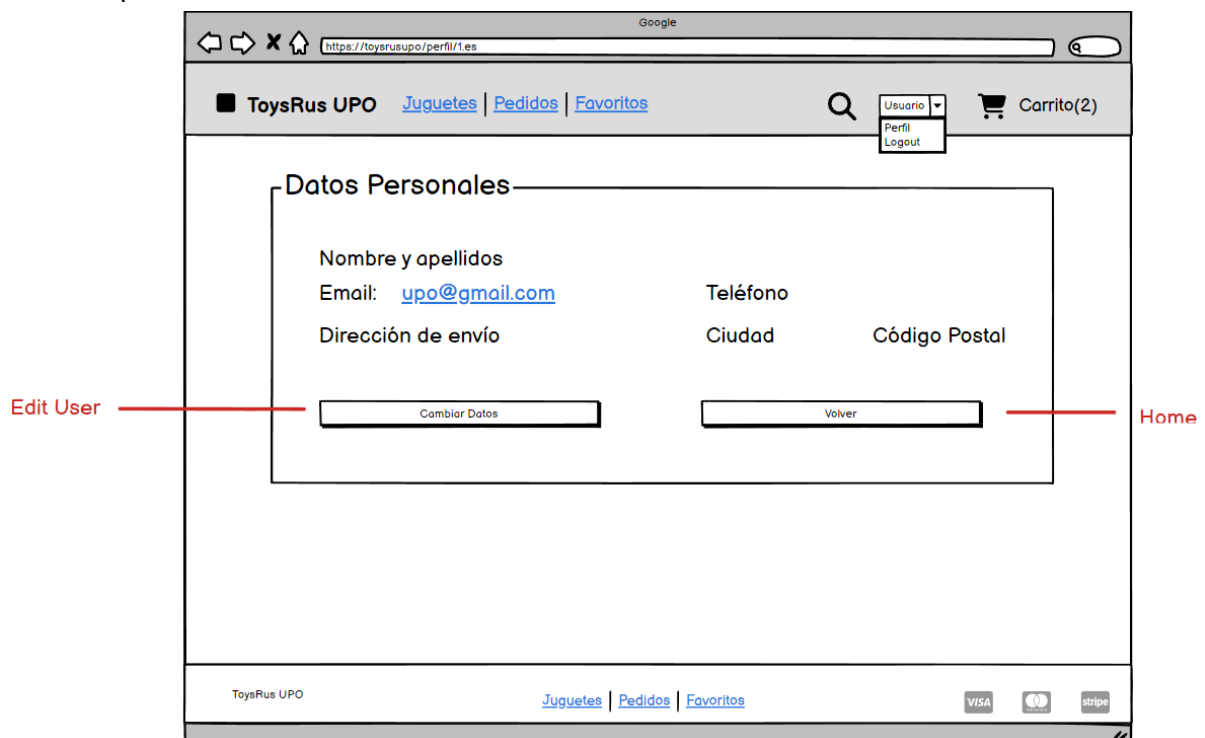 Google
https://toysrusupo/perfil/1.es
ToysRus UPO Juguetes Pedidos Favoritos Usuario Carrito(2)
Perfil
Logout
Datos Personales
Nombre y apellidos
Email: upo@gmail.com Teléfono
Dirección de envío Ciudad Código Postal
Edit User Cambiar Datos Volver Home
ToysRus UPO Juguetes Pedidos Favoritos VISA stripe